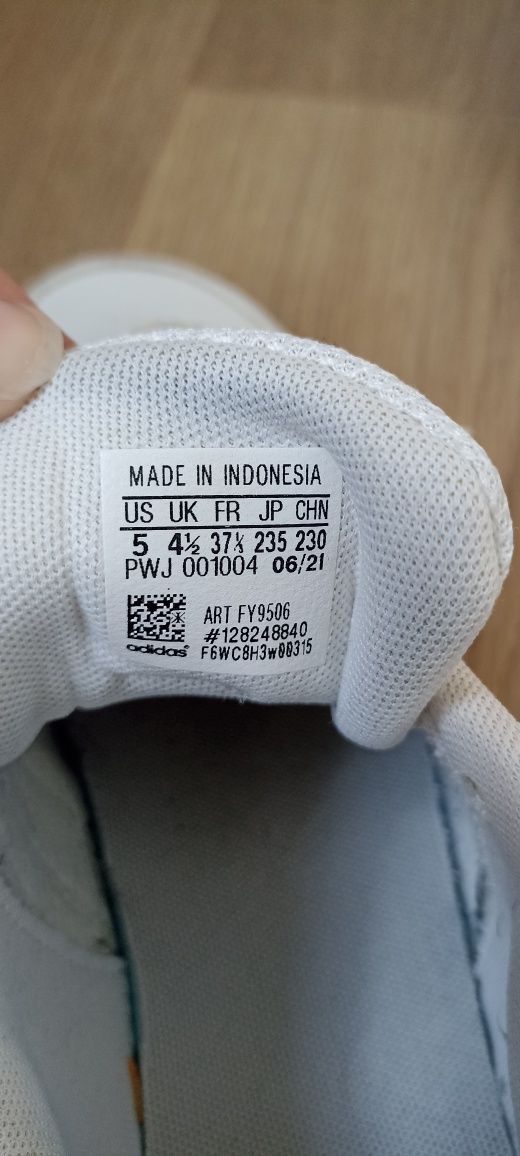 MADE IN INDONESIA
US UK FR JP CHN
5 4½ 37⅓ 235 230
PWJ 001004 06/21
ART FY9506
#128248840
adidas F6WC8H3w00315